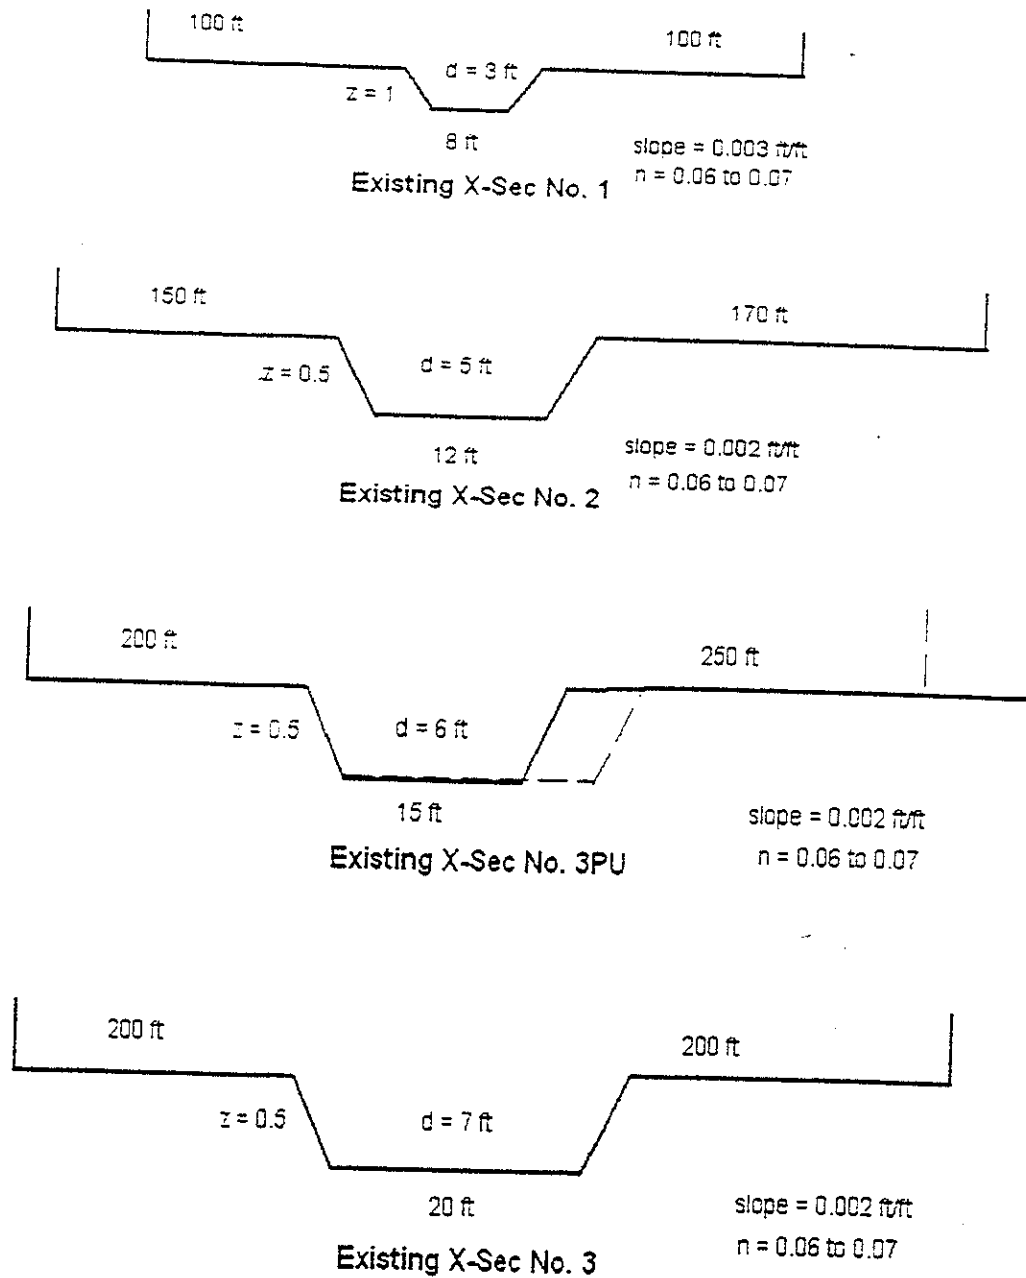 100 ft
100 ft
d = 3 ft
z = 1
8 ft
slope = 0.003 ft/ft
n = 0.06 to 0.07
Existing X-Sec No. 1
150 ft
170 ft
z = 0.5
d = 5 ft
12 ft
slope = 0.002 ft/ft
n = 0.06 to 0.07
Existing X-Sec No. 2
200 ft
250 ft
z = 0.5
d = 6 ft
15 ft
slope = 0.002 ft/ft
n = 0.06 to 0.07
Existing X-Sec No. 3PU
200 ft
200 ft
z = 0.5
d = 7 ft
20 ft
slope = 0.002 ft/ft
n = 0.06 to 0.07
Existing X-Sec No. 3